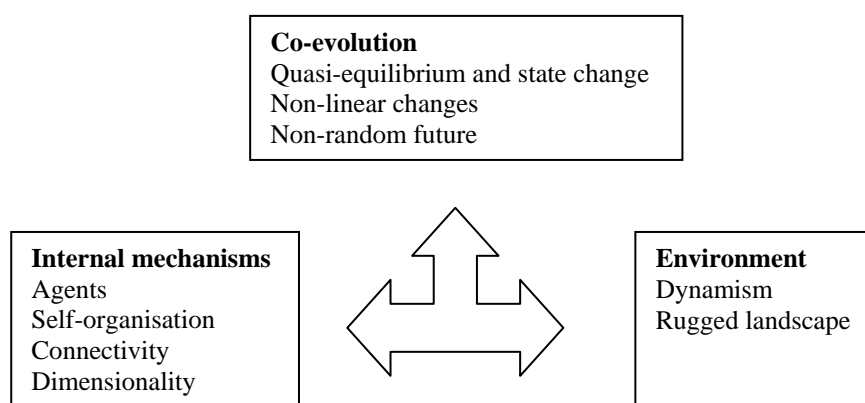 Co-evolution
Quasi-equilibrium and state change
Non-linear changes
Non-random future
Internal mechanisms
Agents
Self-organisation
Connectivity
Dimensionality
Environment
Dynamism
Rugged landscape